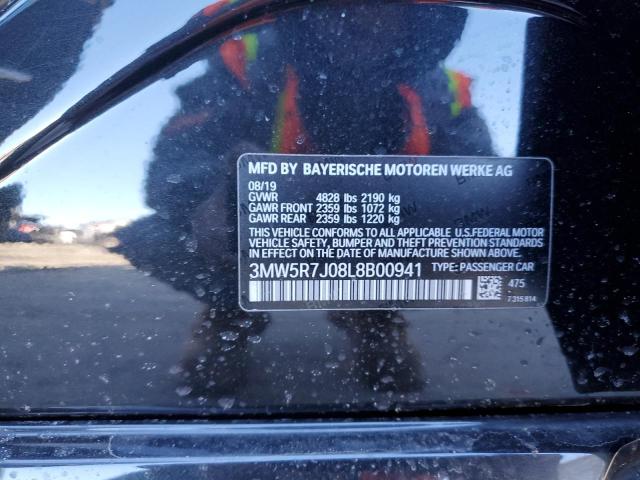 MFD BY BAYERISCHE MOTOREN WERKE AG
08/19
GVWR 4828 lbs 2190 kg
GAWR FRONT 2359 lbs 1072 kg
GAWR REAR 2359 lbs 1220 kg
THIS VEHICLE CONFORMS TO ALL APPLICABLE U.S.FEDERAL MOTOR
VEHICLE SAFETY, BUMPER AND THEFT PREVENTION STANDARDS
IN EFFECT ON THE DATE OF MANUFACTURE SHOWN ABOVE.
3MW5R7J08L8B00941 TYPE: PASSENGER CAR
475
7 315 814